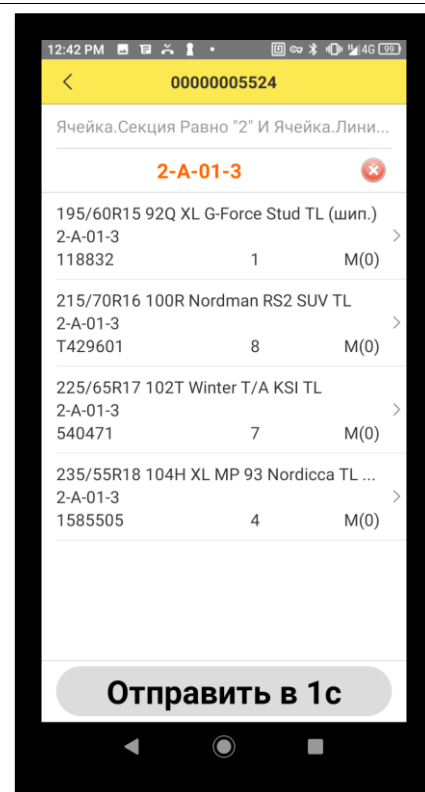 12:42 PM 4G 99
00000005524
Ячейка.Секция Равно "2" И Ячейка.Лини...
2-A-01-3
195/60R15 92Q XL G-Force Stud TL (шип.)
2-A-01-3
118832 1 М(0)
215/70R16 100R Nordman RS2 SUV TL
2-A-01-3
T429601 8 М(0)
225/65R17 102T Winter T/A KSI TL
2-A-01-3
540471 7 М(0)
235/55R18 104H XL MP 93 Nordicca TL ...
2-A-01-3
1585505 4 М(0)
Отправить в 1с